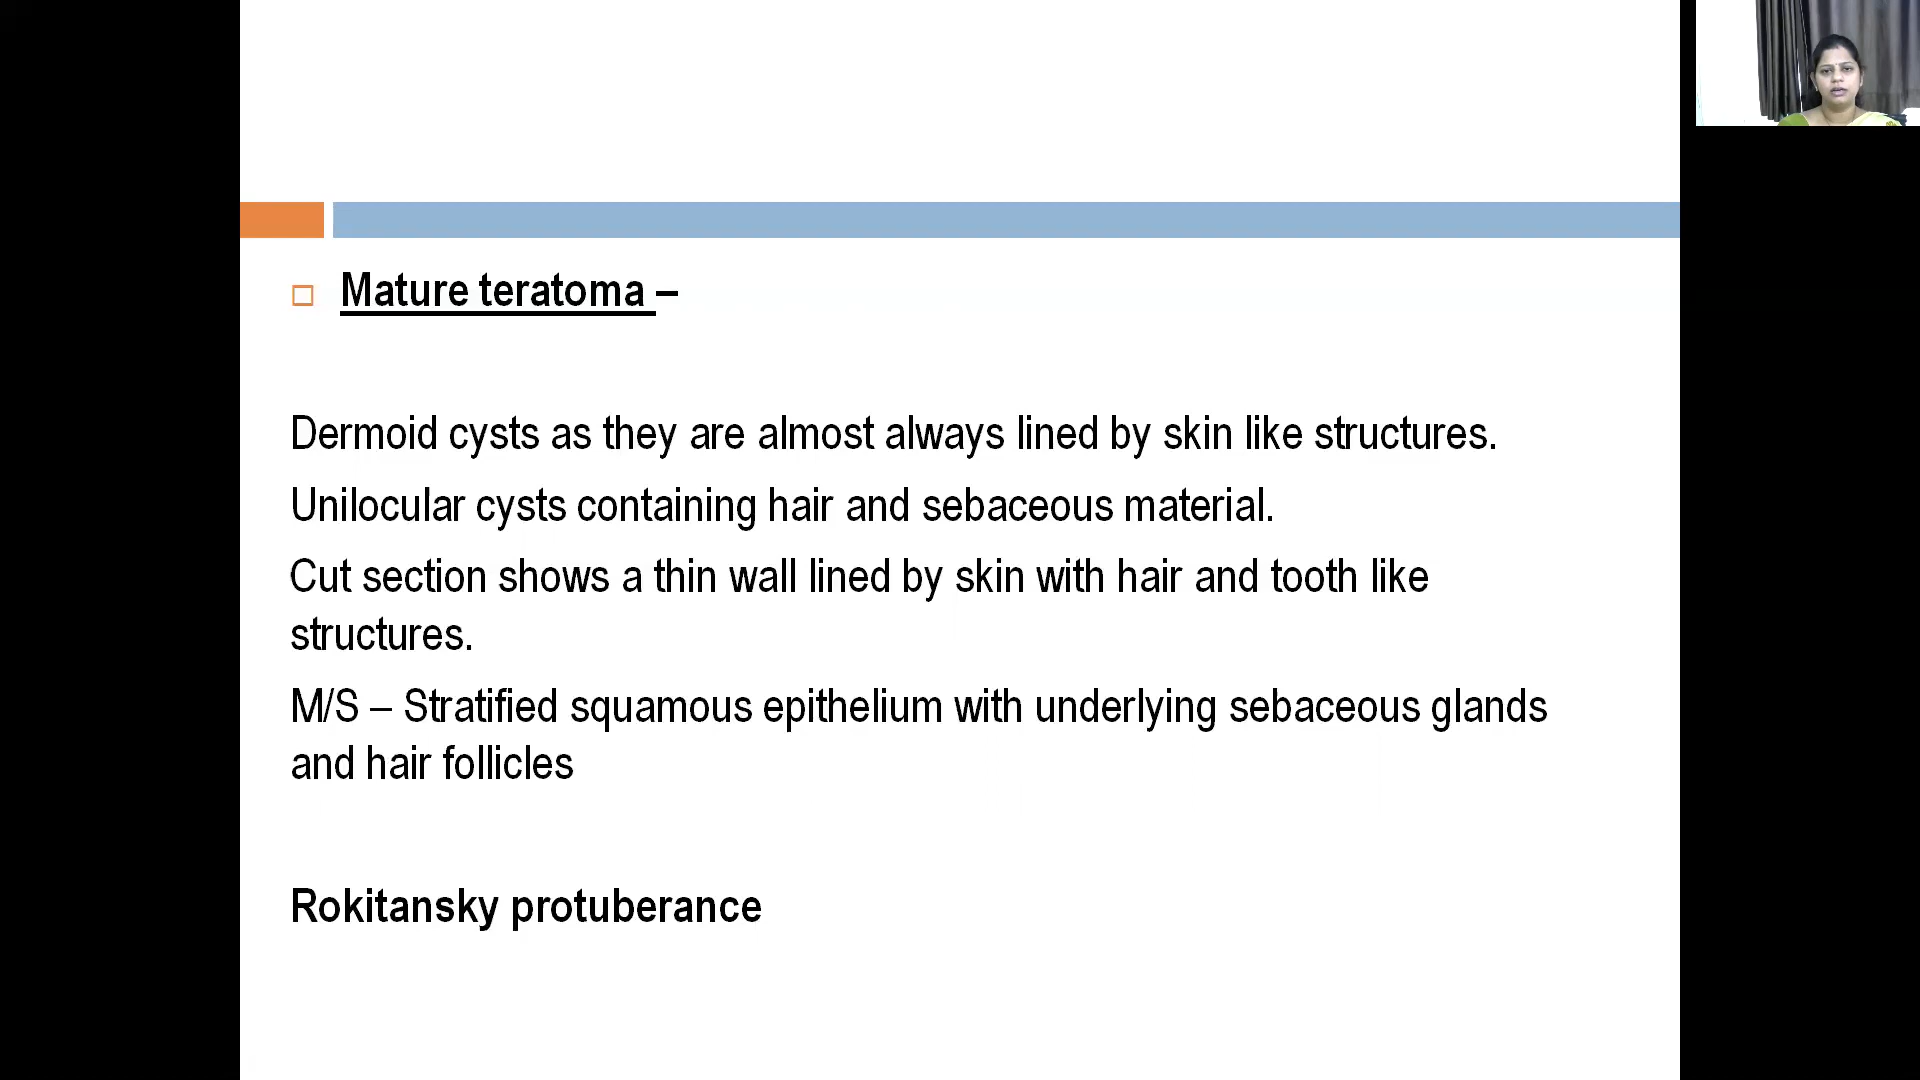 Mature teratoma –
Dermoid cysts as they are almost always lined by skin like structures.
Unilocular cysts containing hair and sebaceous material.
Cut section shows a thin wall lined by skin with hair and tooth like
structures.
M/S – Stratified squamous epithelium with underlying sebaceous glands
and hair follicles
Rokitansky protuberance